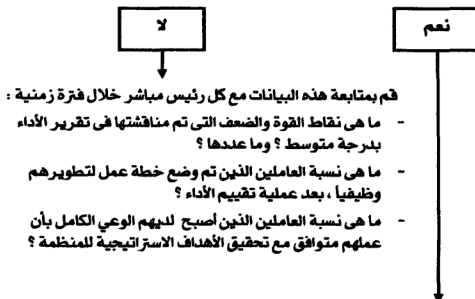 نعم
لا
قم بمتابعة هذه البيانات مع كل رئيس مباشر خلال فترة زمنية :
- ما هى نقاط القوة والضعف التى تم مناقشتها فى تقرير الأداء
بدرجة متوسط ؟ وما عددها ؟
- ما هى نسبة العاملين الذين تم وضع خطة عمل لتطويرهم
وظيفياً ، بعد عملية تقييم الأداء ؟
- ما هى نسبة العاملين الذين أصبح لديهم الوعي الكامل بأن
عملهم متوافق مع تحقيق الأهداف الاستراتيجية للمنظمة ؟